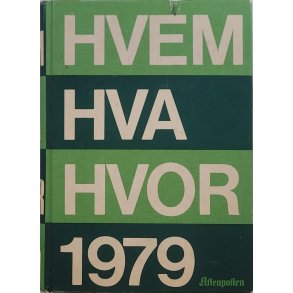 HVEM
HVA
HVOR
1979
Aftenposten